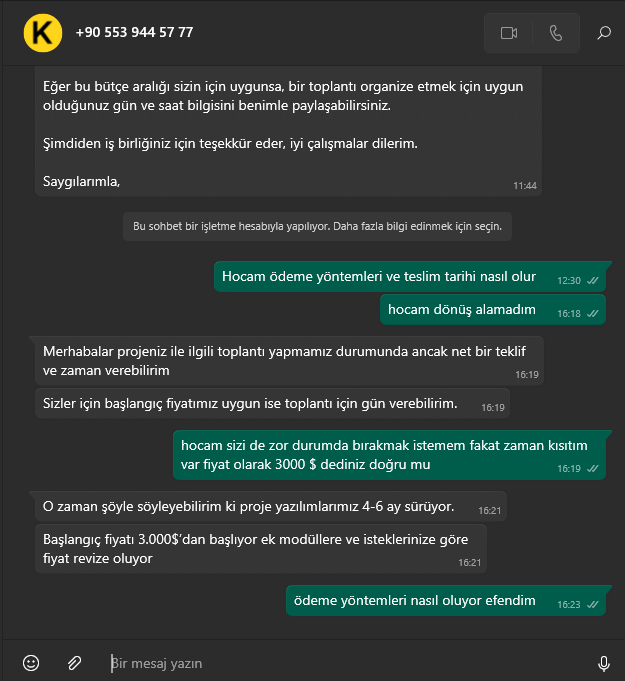 K
+90 553 944 57 77
Eğer bu bütçe aralığı sizin için uygunsa, bir toplantı organize etmek için uygun
olduğunuz gün ve saat bilgisini benimle paylaşabilirsiniz.
Şimdiden iş birliğiniz için teşekkür eder, iyi çalışmalar dilerim.
Saygılarımla,
11:44
Bu sohbet bir işletme hesabıyla yapılıyor. Daha fazla bilgi edinmek için seçin.
Hocam ödeme yöntemleri ve teslim tarihi nasıl olur 12:30
hocam dönüş alamadım 16:18
Merhabalar projeniz ile ilgili toplantı yapmamız durumunda ancak net bir teklif
ve zaman verebilirim
16:19
Sizler için başlangıç fiyatımız uygun ise toplantı için gün verebilirim. 16:19
hocam sizi de zor durumda bırakmak istemem fakat zaman kısıtım
var fiyat olarak 3000 $ dediniz doğru mu 16:19
O zaman şöyle söyleyebilirim ki proje yazılımlarımız 4-6 ay sürüyor. 16:21
Başlangıç fiyatı 3.000$'dan başlıyor ek modüllere ve isteklerinize göre
fiyat revize oluyor 16:21
ödeme yöntemleri nasıl oluyor efendim 16:23
Bir mesaj yazın